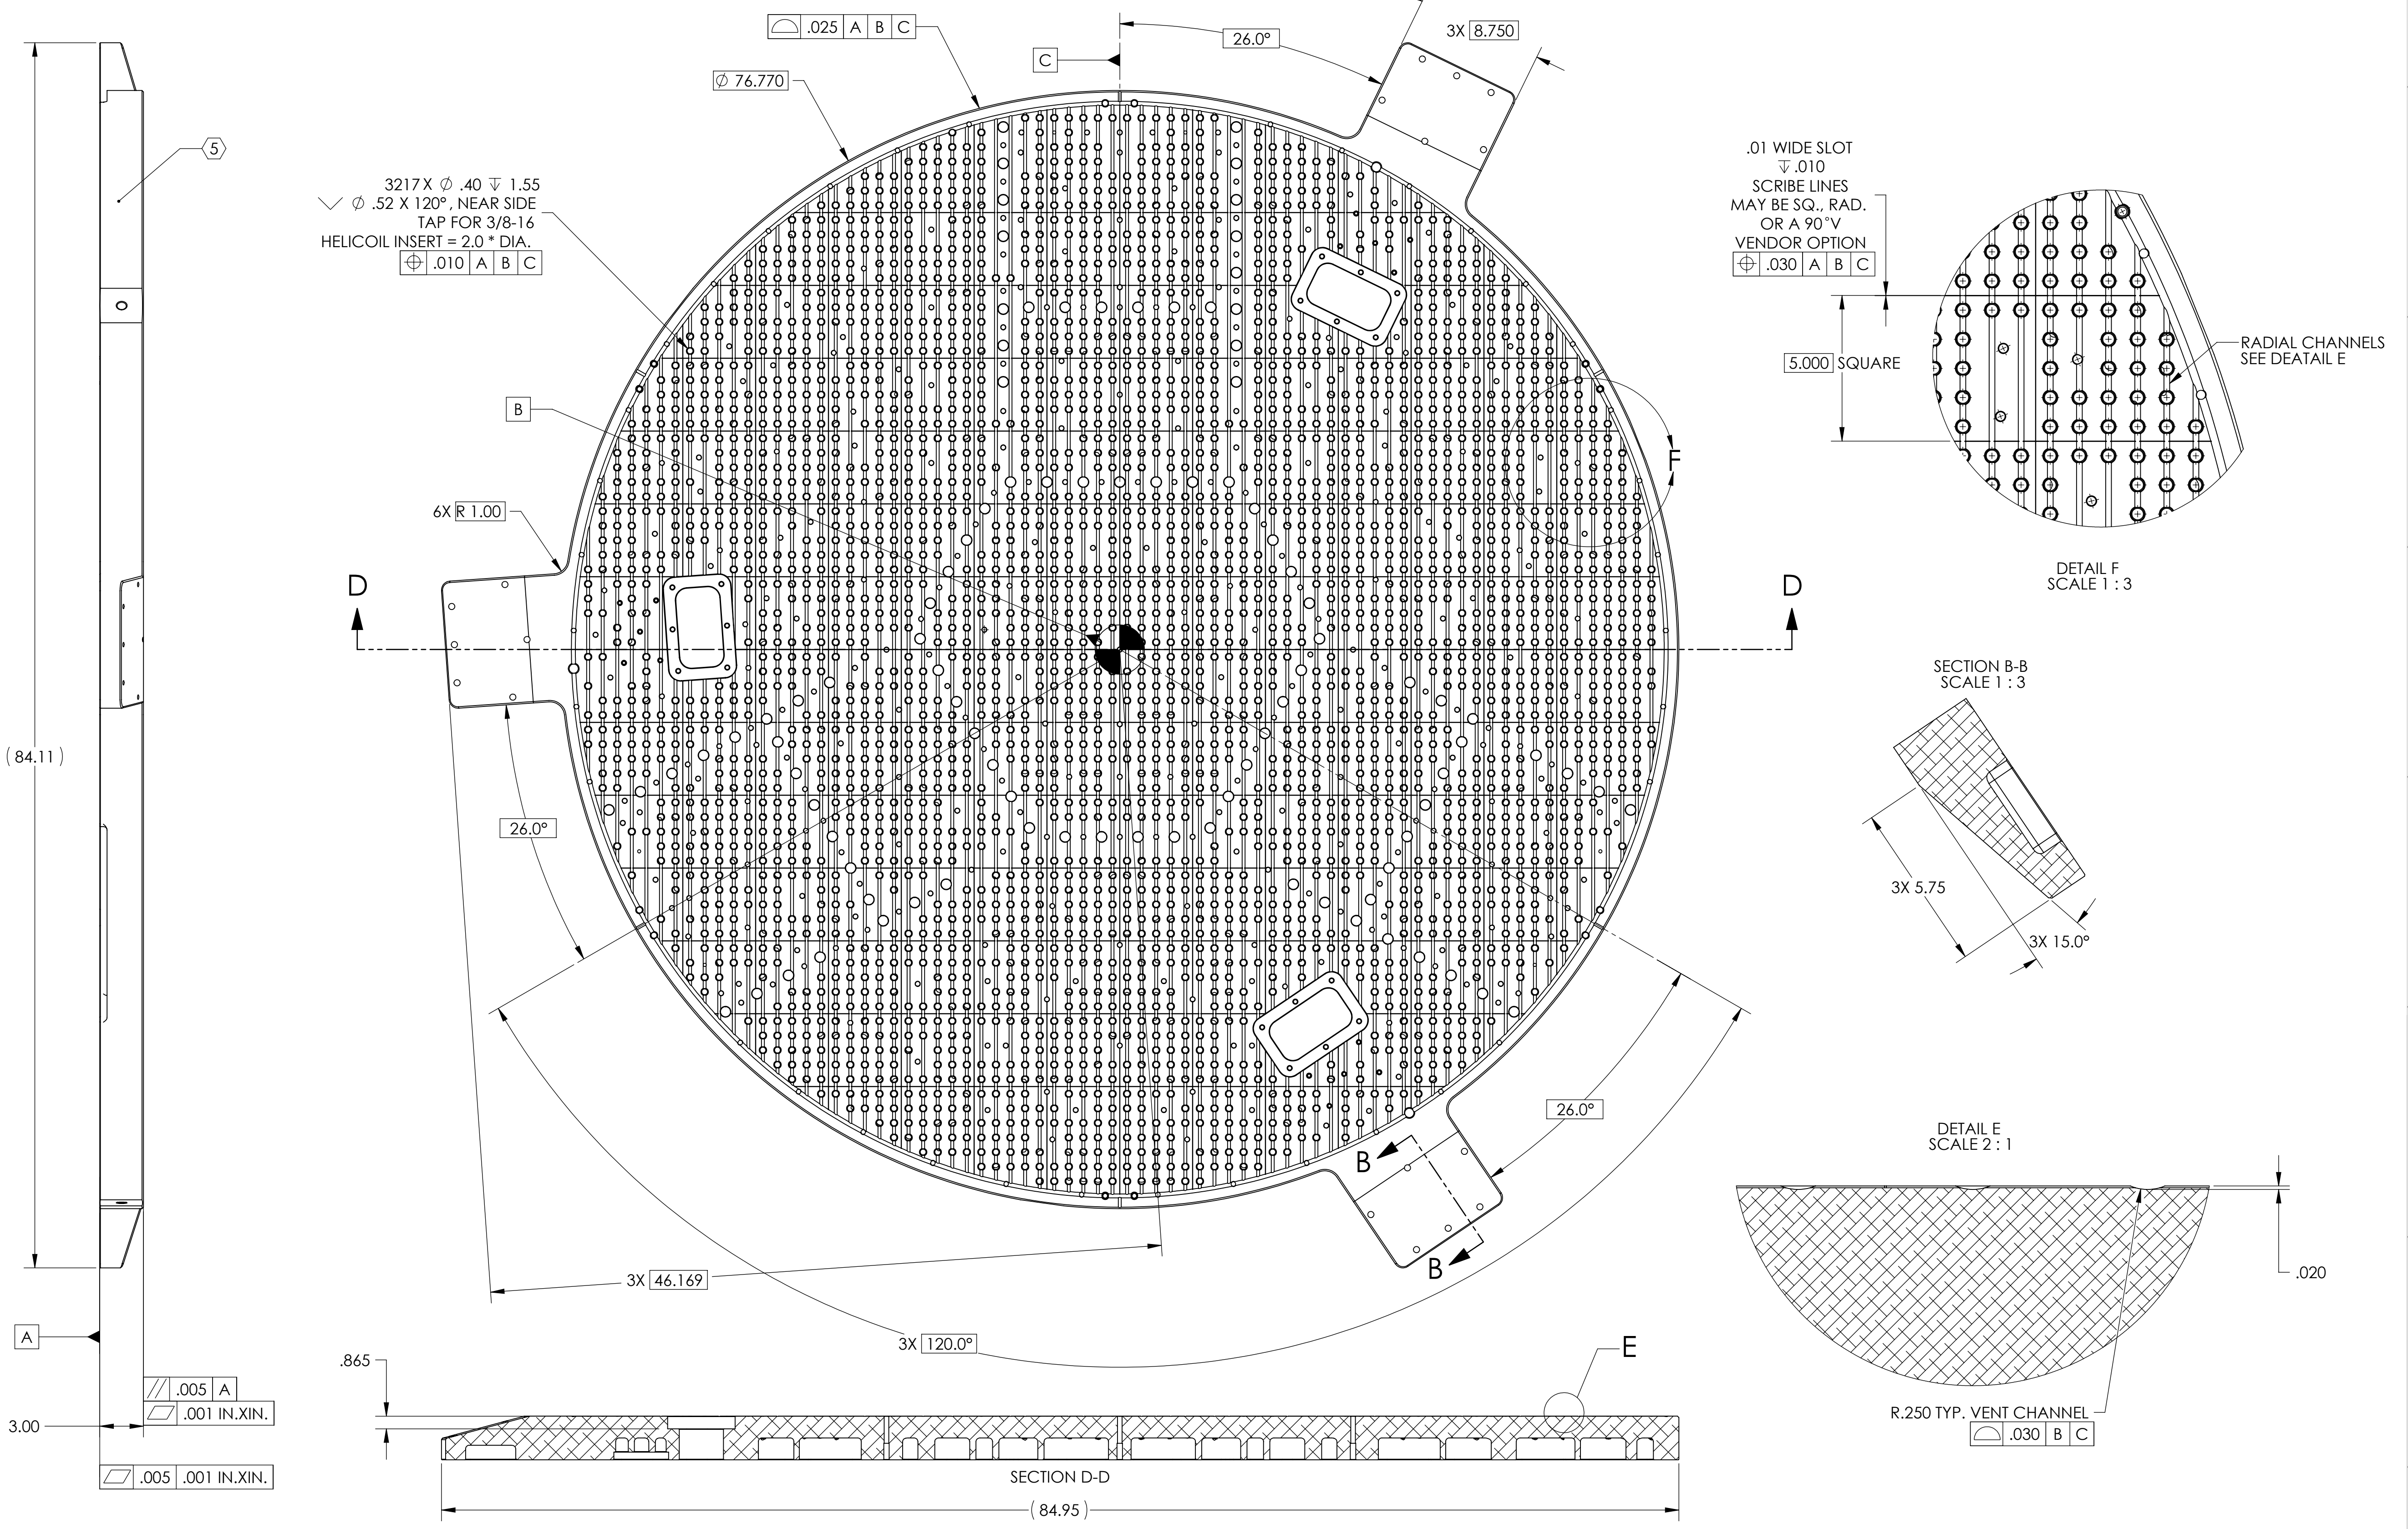 ⌓ .025 A B C
C
26.0°
3X 8.750
Ø 76.770
5
3217 X Ø .40 ↧ 1.55
⌵ Ø .52 X 120°, NEAR SIDE
TAP FOR 3/8-16
HELICOIL INSERT = 2.0 * DIA.
⌖ .010 A B C
B
6X R 1.00
D
D
F
(84.11)
26.0°
26.0°
B
B
3X 46.169
3X 120.0°
A
// .005 A
⏥ .001 IN.XIN.
3.00
⏥ .005 .001 IN.XIN.
.865
E
SECTION D-D
(84.95)
.01 WIDE SLOT
↧ .010
SCRIBE LINES
MAY BE SQ., RAD.
OR A 90°V
VENDOR OPTION
⌖ .030 A B C
5.000 SQUARE
RADIAL CHANNELS
SEE DEATAIL E
DETAIL F
SCALE 1 : 3
SECTION B-B
SCALE 1 : 3
3X 5.75
3X 15.0°
DETAIL E
SCALE 2 : 1
.020
R.250 TYP. VENT CHANNEL
⌓ .030 B C